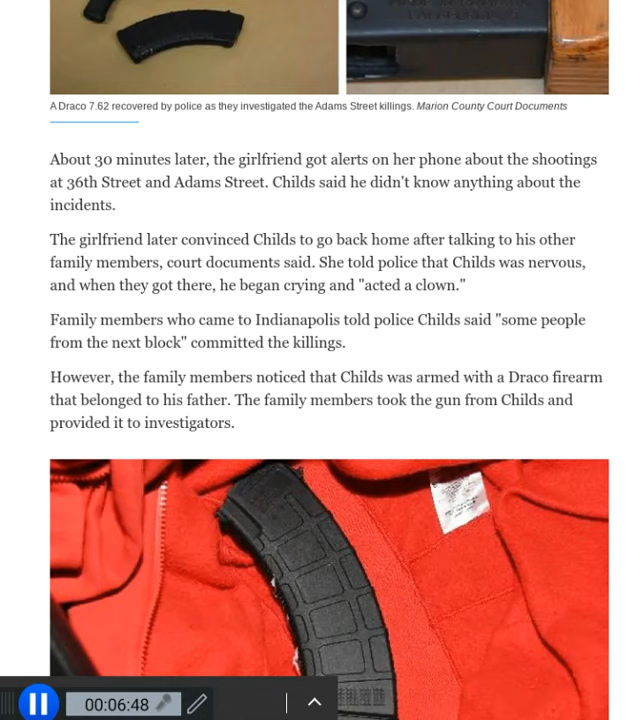 A Draco 7.62 recovered by police as they investigated the Adams Street killings. Marion County Court Documents
About 30 minutes later, the girlfriend got alerts on her phone about the shootings
at 36th Street and Adams Street. Childs said he didn't know anything about the
incidents.
The girlfriend later convinced Childs to go back home after talking to his other
family members, court documents said. She told police that Childs was nervous,
and when they got there, he began crying and "acted a clown."
Family members who came to Indianapolis told police Childs said "some people
from the next block" committed the killings.
However, the family members noticed that Childs was armed with a Draco firearm
that belonged to his father. The family members took the gun from Childs and
provided it to investigators.
00:06:48